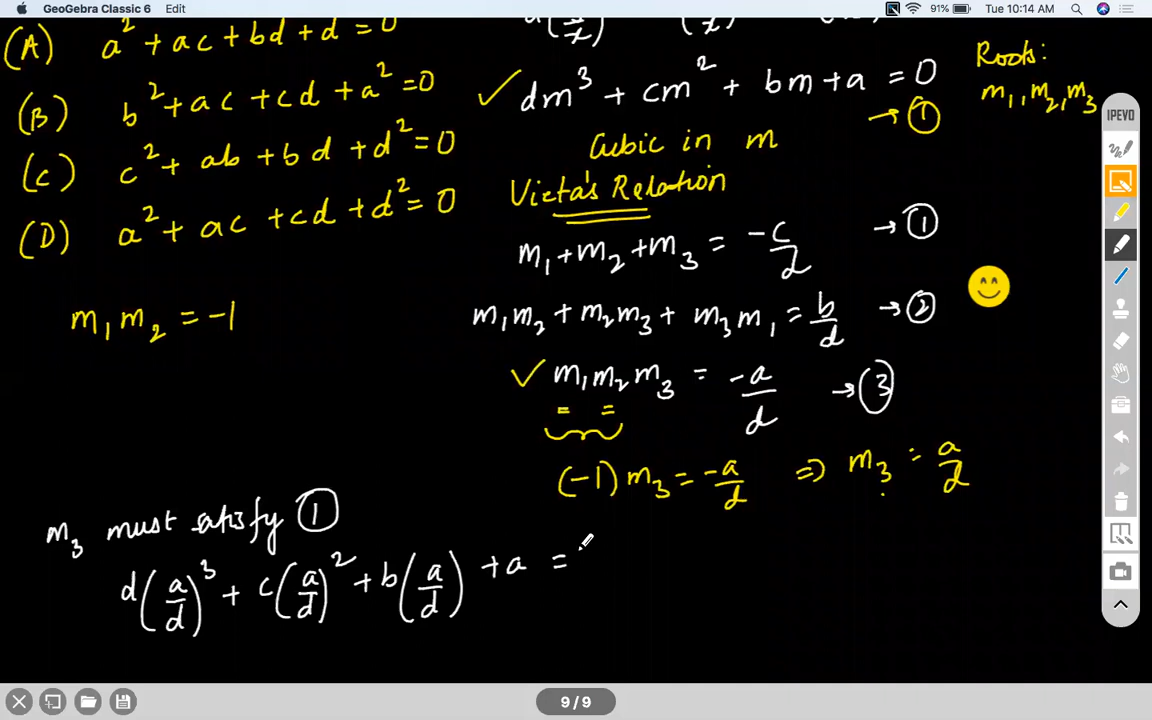 GeoGebra Classic 6 Edit 91% Tue 10:14 AM
(A) a² + ac + bd + d = 0
(B) b² + ac + cd + a² = 0
(C) c² + ab + bd + d² = 0
(D) a² + ac + cd + d² = 0
m₁m₂ = -1
dm³ + cm² + bm + a = 0
→ ①
Cubic in m
Vieta's Relation
m₁ + m₂ + m₃ = -c/d → ①
m₁m₂ + m₂m₃ + m₃m₁ = b/d → ②
m₁m₂m₃ = -a/d → ③
(-1) m₃ = -a/d ⇒ m₃ = a/d
Roots:
m₁, m₂, m₃
m₃ must satisfy ①
d(a/d)³ + c(a/d)² + b(a/d) + a =
IPEVO
9 / 9